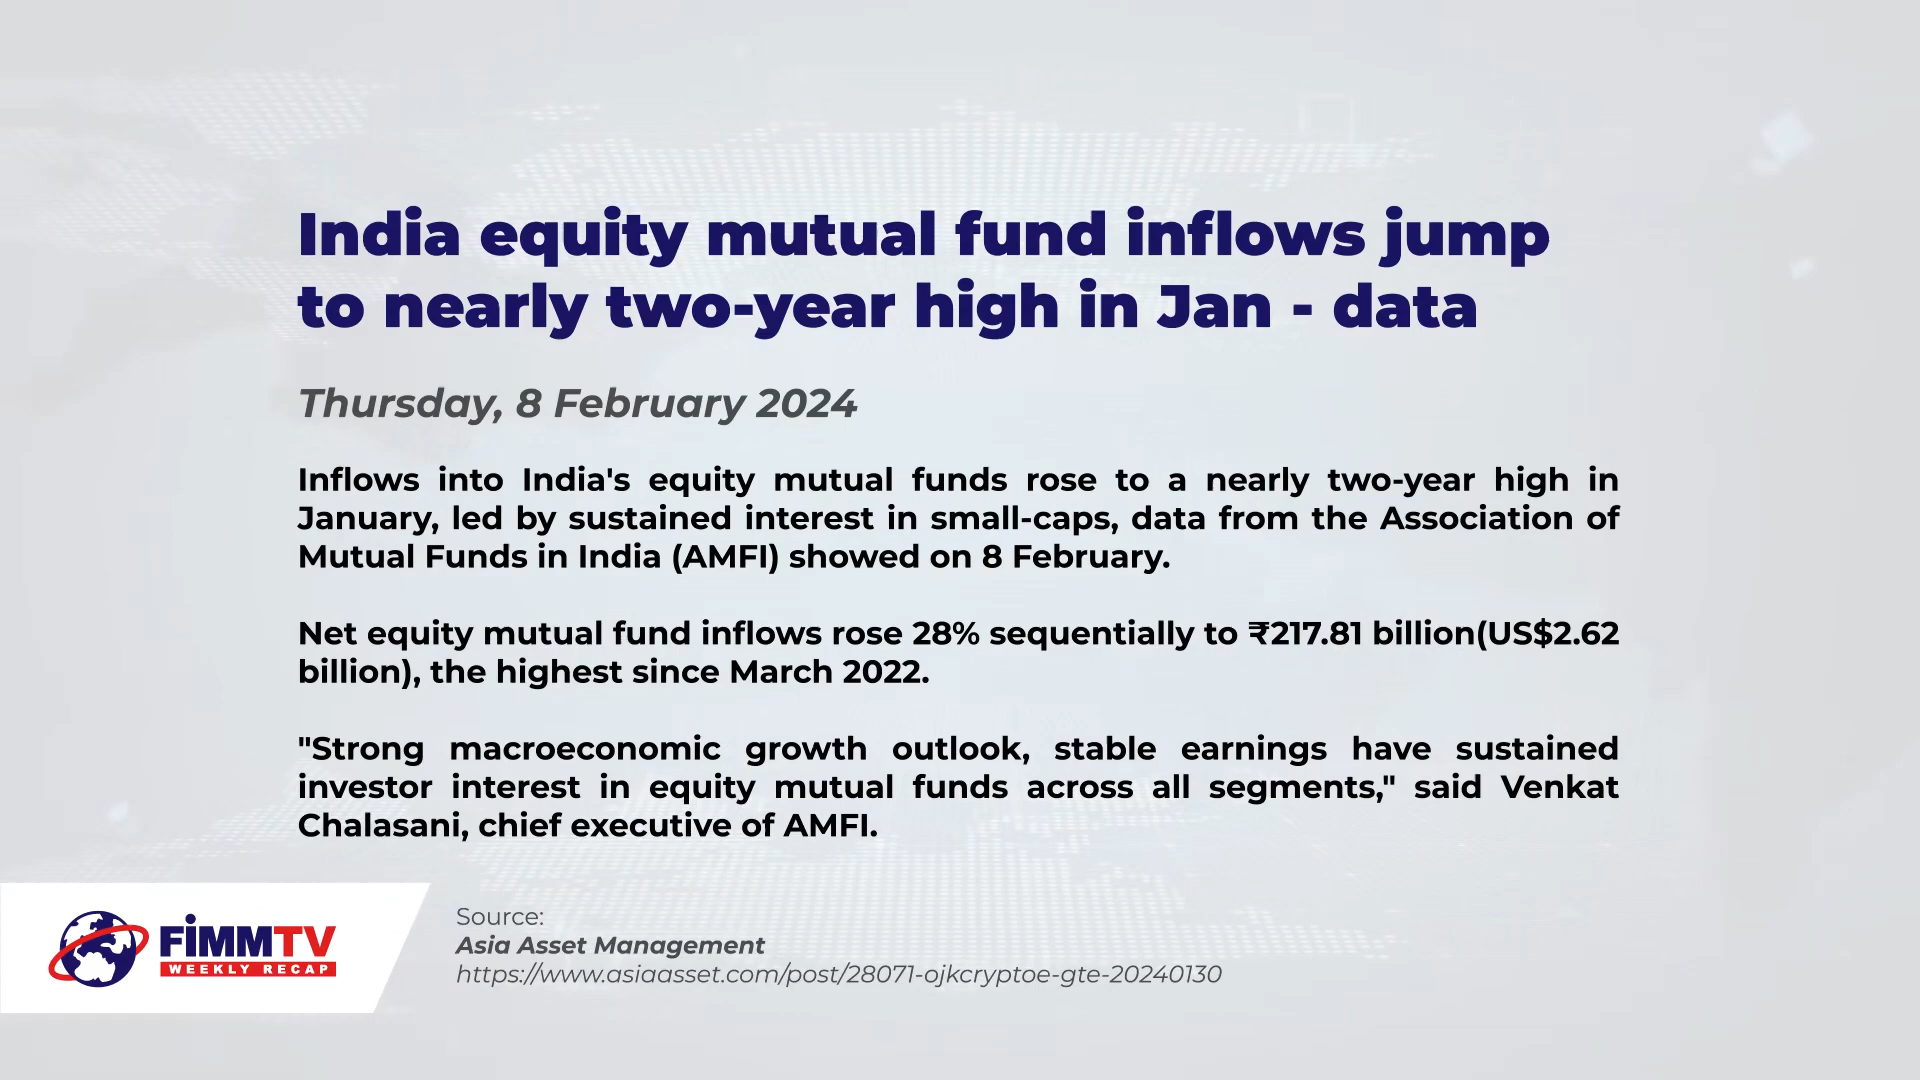 India equity mutual fund inflows jump
to nearly two-year high in Jan - data
Thursday, 8 February 2024
Inflows into India's equity mutual funds rose to a nearly two-year high in
January, led by sustained interest in small-caps, data from the Association of
Mutual Funds in India (AMFI) showed on 8 February.
Net equity mutual fund inflows rose 28% sequentially to ₹217.81 billion(US$2.62
billion), the highest since March 2022.
"Strong macroeconomic growth outlook, stable earnings have sustained
investor interest in equity mutual funds across all segments," said Venkat
Chalasani, chief executive of AMFI.
FiMMTV
WEEKLY RECAP
Source:
Asia Asset Management
https://www.asiaasset.com/post/28071-ojkcryptoe-gte-20240130